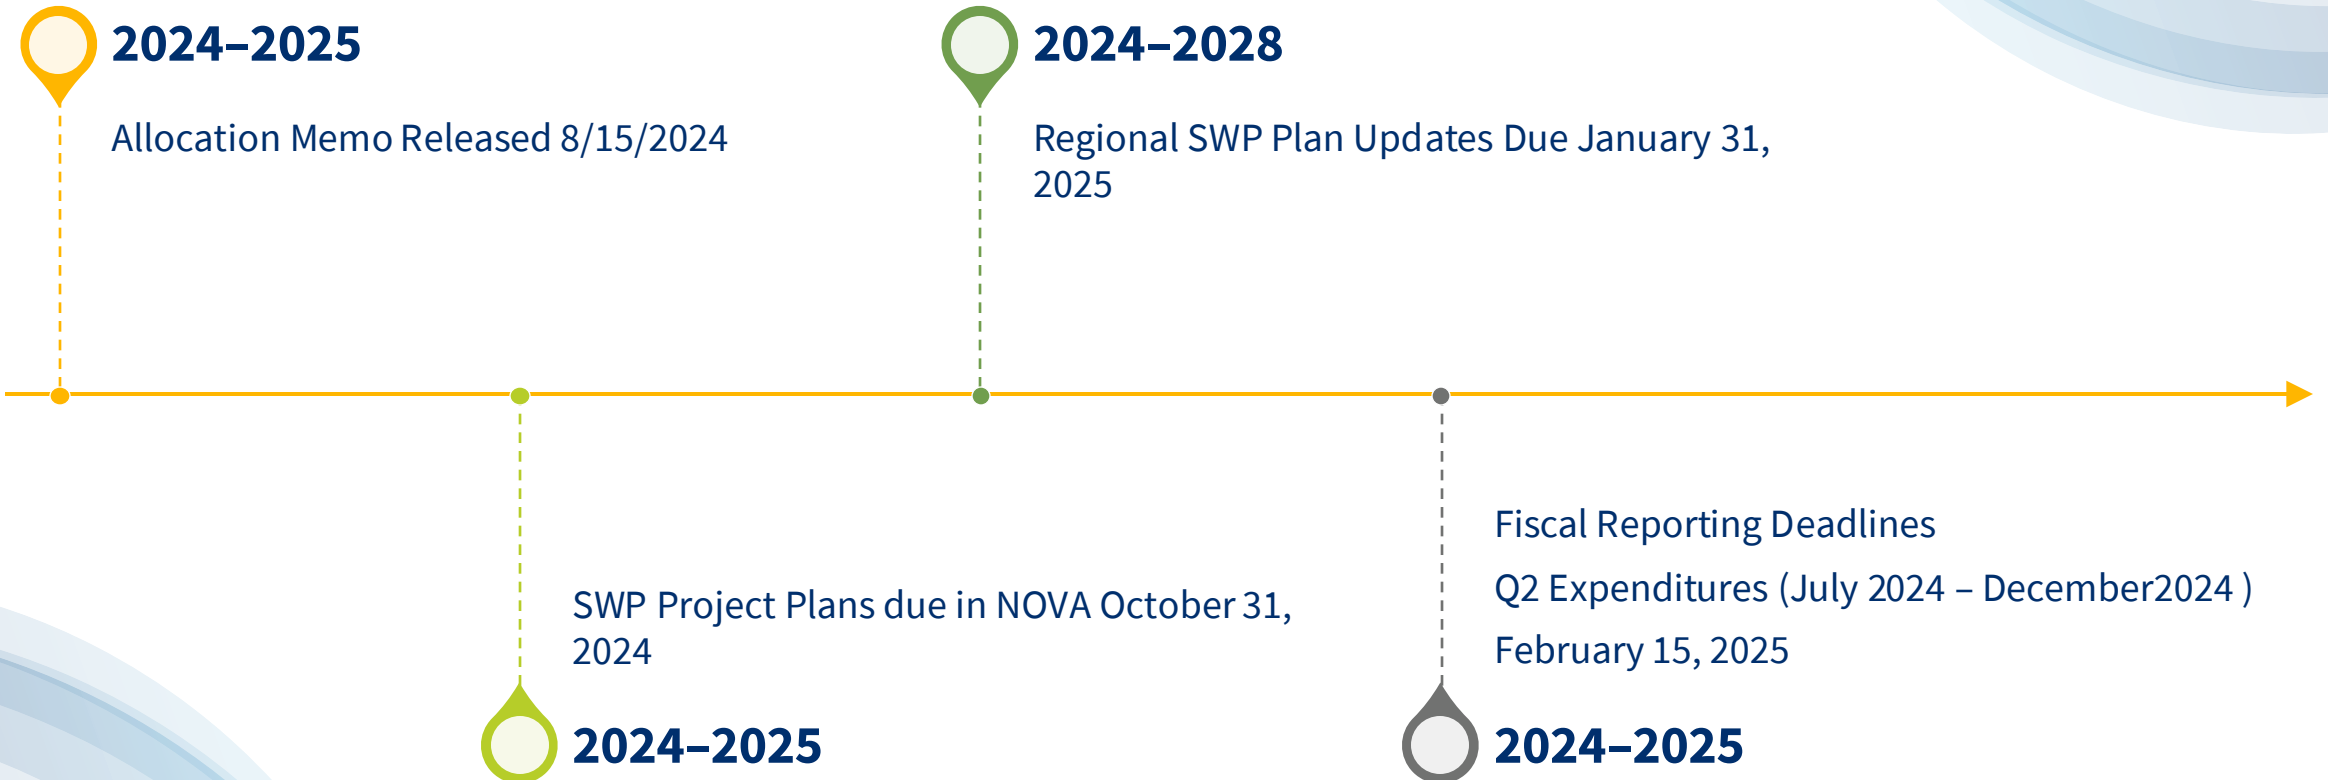 2024–2025
Allocation Memo Released 8/15/2024
2024–2028
Regional SWP Plan Updates Due January 31,
2025
SWP Project Plans due in NOVA October 31,
2024
2024–2025
Fiscal Reporting Deadlines
Q2 Expenditures (July 2024 – December2024 )
February 15, 2025
2024–2025